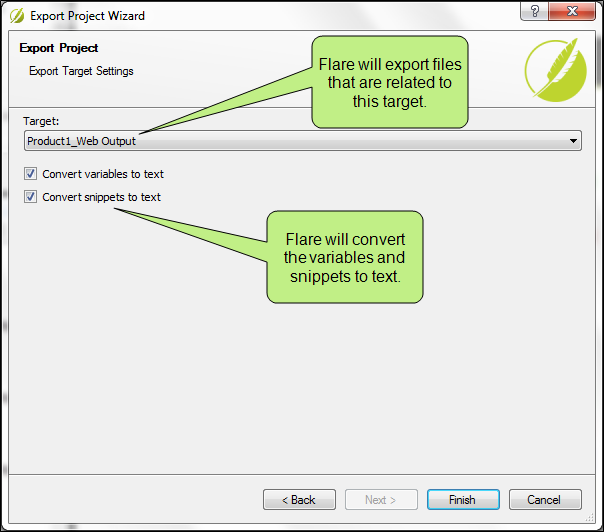 Export Project Wizard
?
Export Project
Export Target Settings
Flare will export files
that are related to
this target.
Target:
Product1_Web Output
Convert variables to text
Convert snippets to text
Flare will convert
the variables and
snippets to text.
< Back
Next >
Finish
Cancel